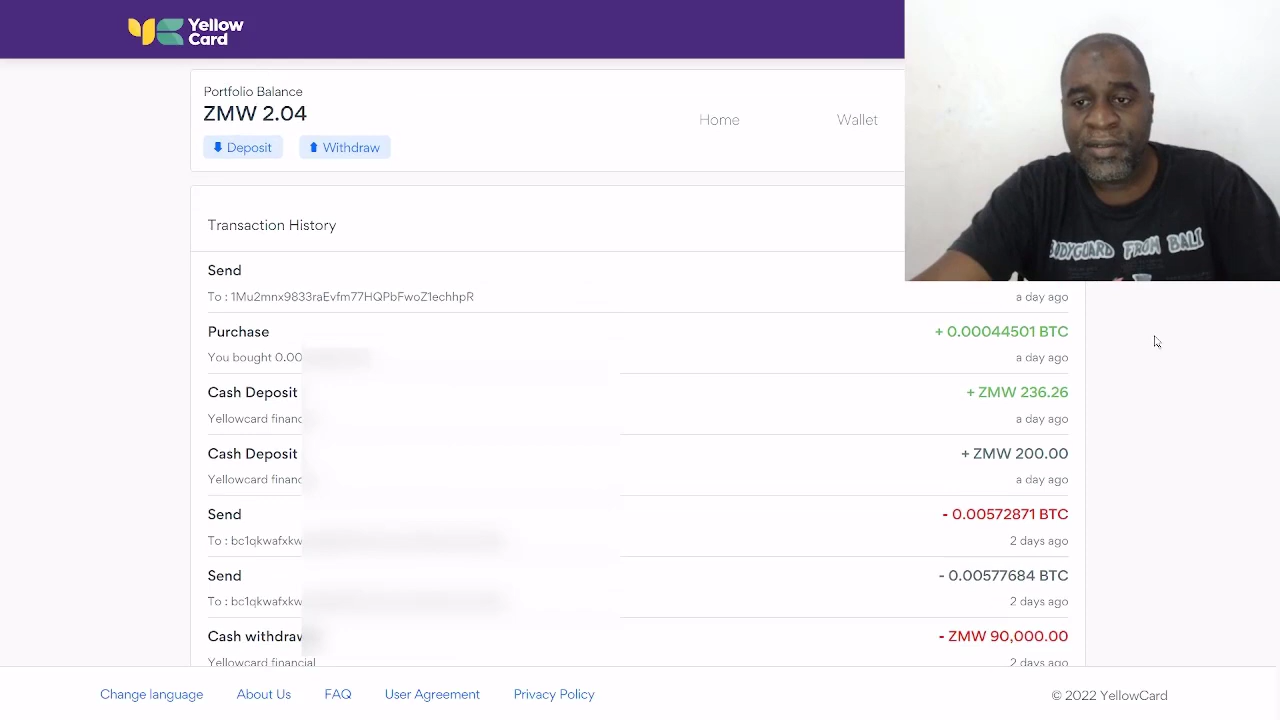 Yellow
Card
Portfolio Balance
ZMW 2.04
Deposit
Withdraw
Home
Wallet
Transaction History
Send
To : 1Mu2mnx9833raEvfm77HQPbFwoZ1echhpR
a day ago
Purchase
+ 0.00044501 BTC
You bought 0.00
a day ago
Cash Deposit
+ ZMW 236.26
Yellowcard financ
a day ago
Cash Deposit
+ ZMW 200.00
Yellowcard financ
a day ago
Send
- 0.00572871 BTC
To : bc1qkwafxkw
2 days ago
Send
- 0.00577684 BTC
To : bc1qkwafxkw
2 days ago
Cash withdraw
- ZMW 90,000.00
Yellowcard financial
2 days ago
BODYGUARD FROM BALI
Change language
About Us
FAQ
User Agreement
Privacy Policy
© 2022 YellowCard